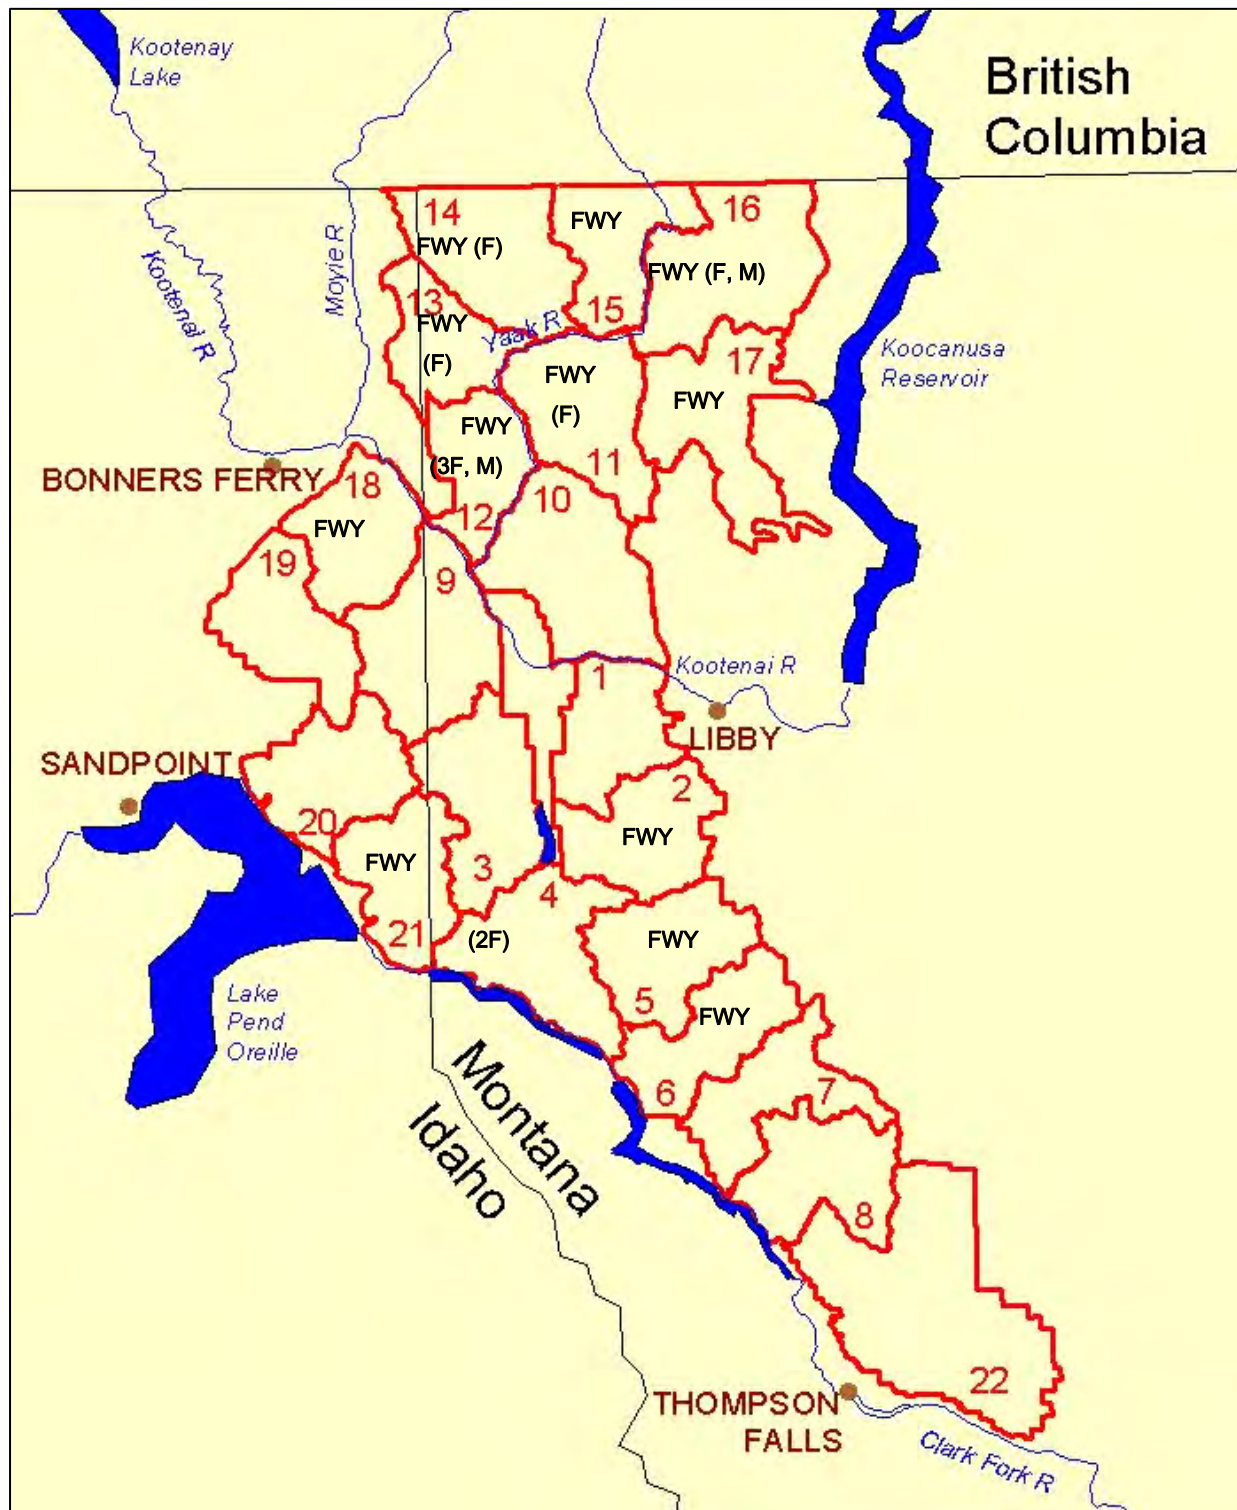 Kootenay
Lake
British
Columbia
14
FWY
16
FWY (F)
FWY (F, M)
Moyie R
Kootenai R
13
FWY
(F)
15
Yaak R
17
Koocanusa
Reservoir
FWY
(F)
FWY
FWY
(3F, M)
11
BONNERS FERRY
18
10
12
FWY
19
9
Kootenai R
1
LIBBY
SANDPOINT
2
20
FWY
FWY
3
4
21
(2F)
FWY
Lake
Pend
Oreille
5
FWY
Montana
Idaho
6
7
8
22
THOMPSON
FALLS
Clark Fork R